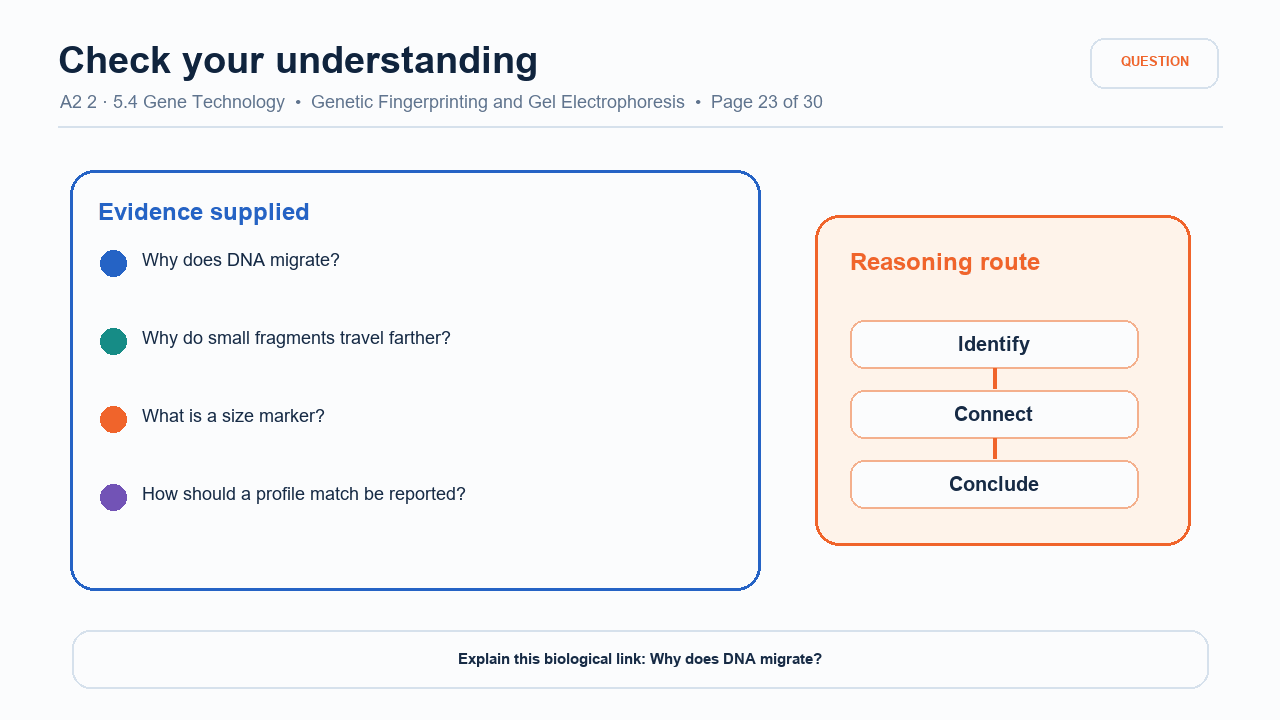 Check your understanding
QUESTION
A2 2 · 5.4 Gene Technology • Genetic Fingerprinting and Gel Electrophoresis • Page 23 of 30
Evidence supplied
Why does DNA migrate?
Why do small fragments travel farther?
What is a size marker?
How should a profile match be reported?
Reasoning route
Identify
Connect
Conclude
Explain this biological link: Why does DNA migrate?